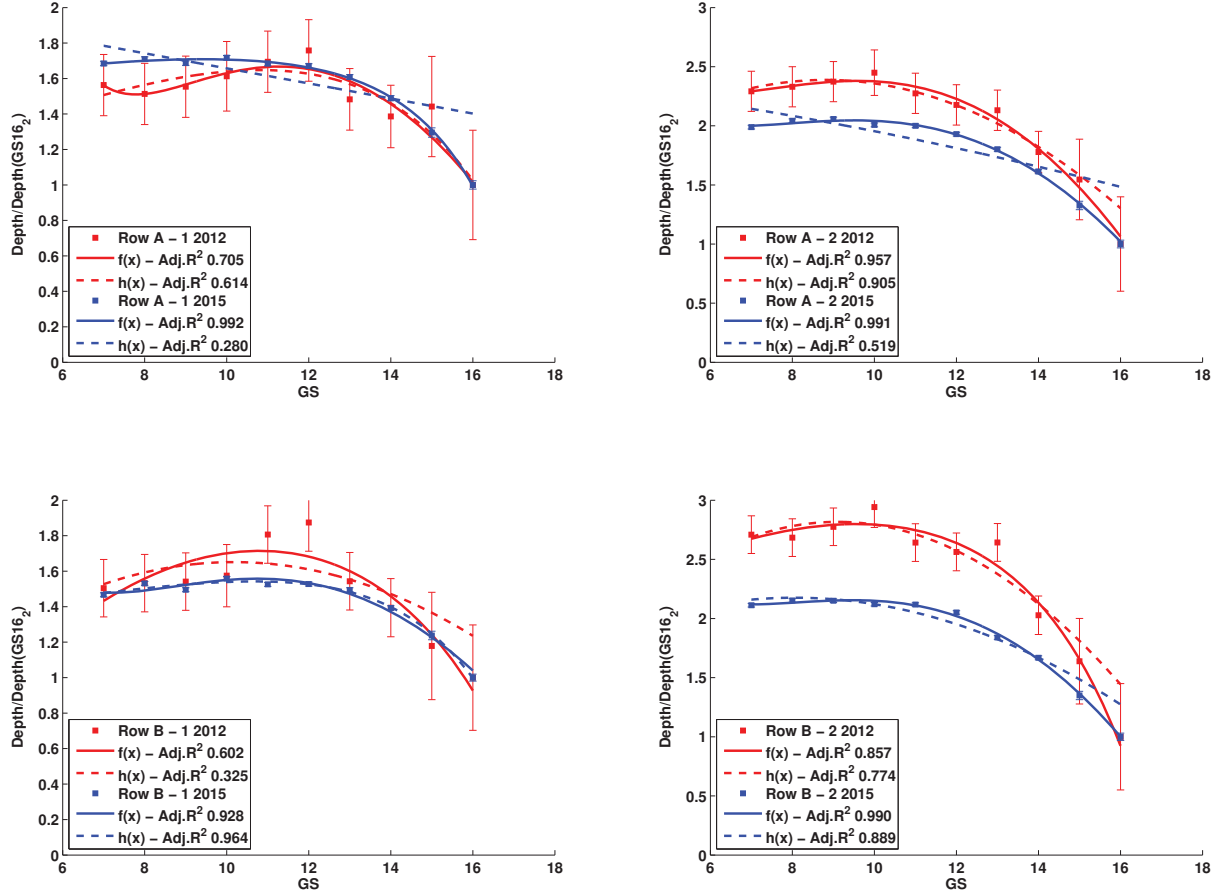 2
1.8
1.6
1.4
1.2
1
0.8
0.6
0.4
0.2
0
6 8 10 12 14 16 18
GS
Depth/Depth(GS16_2)
Row A − 1 2012
f(x) − Adj.R² 0.705
h(x) − Adj.R² 0.614
Row A − 1 2015
f(x) − Adj.R² 0.992
h(x) − Adj.R² 0.280
3
2.5
2
1.5
1
0.5
0
6 8 10 12 14 16 18
GS
Depth/Depth(GS16_2)
Row A − 2 2012
f(x) − Adj.R² 0.957
h(x) − Adj.R² 0.905
Row A − 2 2015
f(x) − Adj.R² 0.991
h(x) − Adj.R² 0.519
2
1.8
1.6
1.4
1.2
1
0.8
0.6
0.4
0.2
0
6 8 10 12 14 16 18
GS
Depth/Depth(GS16_2)
Row B − 1 2012
f(x) − Adj.R² 0.602
h(x) − Adj.R² 0.325
Row B − 1 2015
f(x) − Adj.R² 0.928
h(x) − Adj.R² 0.964
3
2.5
2
1.5
1
0.5
0
6 8 10 12 14 16 18
GS
Depth/Depth(GS16_2)
Row B − 2 2012
f(x) − Adj.R² 0.857
h(x) − Adj.R² 0.774
Row B − 2 2015
f(x) − Adj.R² 0.990
h(x) − Adj.R² 0.889